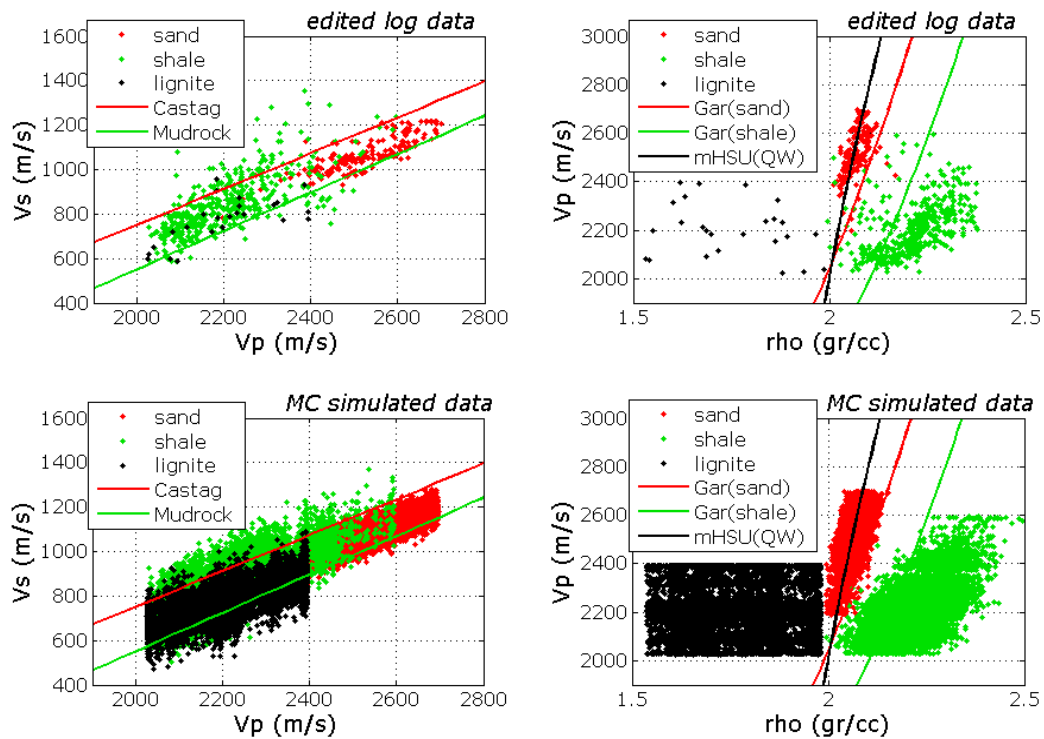 edited log data
1600
1400
1200
1000
800
600
400
Vs (m/s)
sand
shale
lignite
Castag
Mudrock
2000 2200 2400 2600 2800
Vp (m/s)
edited log data
3000
2800
2600
2400
2200
2000
Vp (m/s)
sand
shale
lignite
Gar(sand)
Gar(shale)
mHSU(QW)
1.5 2 2.5
rho (gr/cc)
MC simulated data
1600
1400
1200
1000
800
600
400
Vs (m/s)
sand
shale
lignite
Castag
Mudrock
2000 2200 2400 2600 2800
Vp (m/s)
MC simulated data
3000
2800
2600
2400
2200
2000
Vp (m/s)
sand
shale
lignite
Gar(sand)
Gar(shale)
mHSU(QW)
1.5 2 2.5
rho (gr/cc)